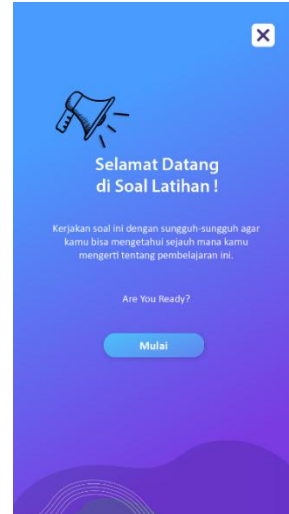 Selamat Datang
di Soal Latihan !
Kerjakan soal ini dengan sungguh-sungguh agar
kamu bisa mengetahui sejauh mana kamu
mengerti tentang pembelajaran ini.
Are You Ready?
Mulai